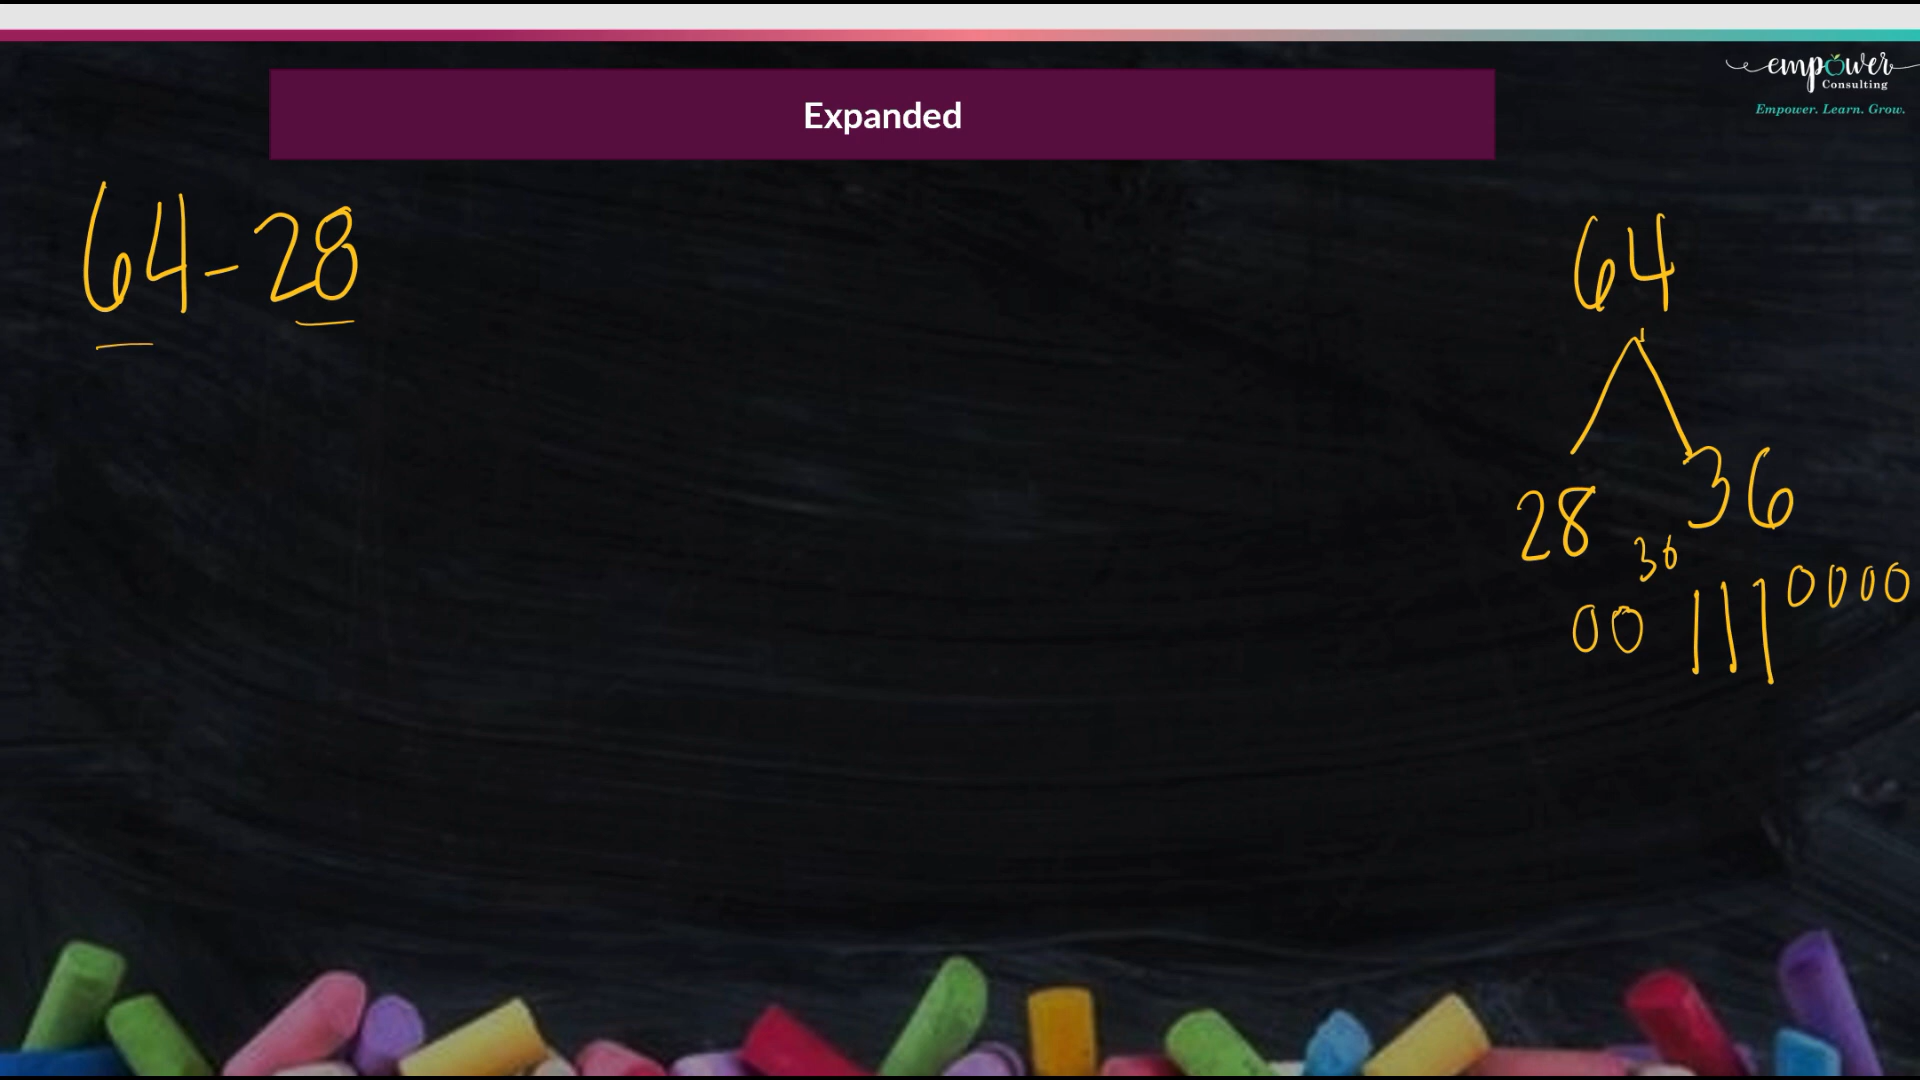 empower
Consulting
Empower. Learn. Grow.
Expanded
64-28
64
28 36
36
00 111 0000